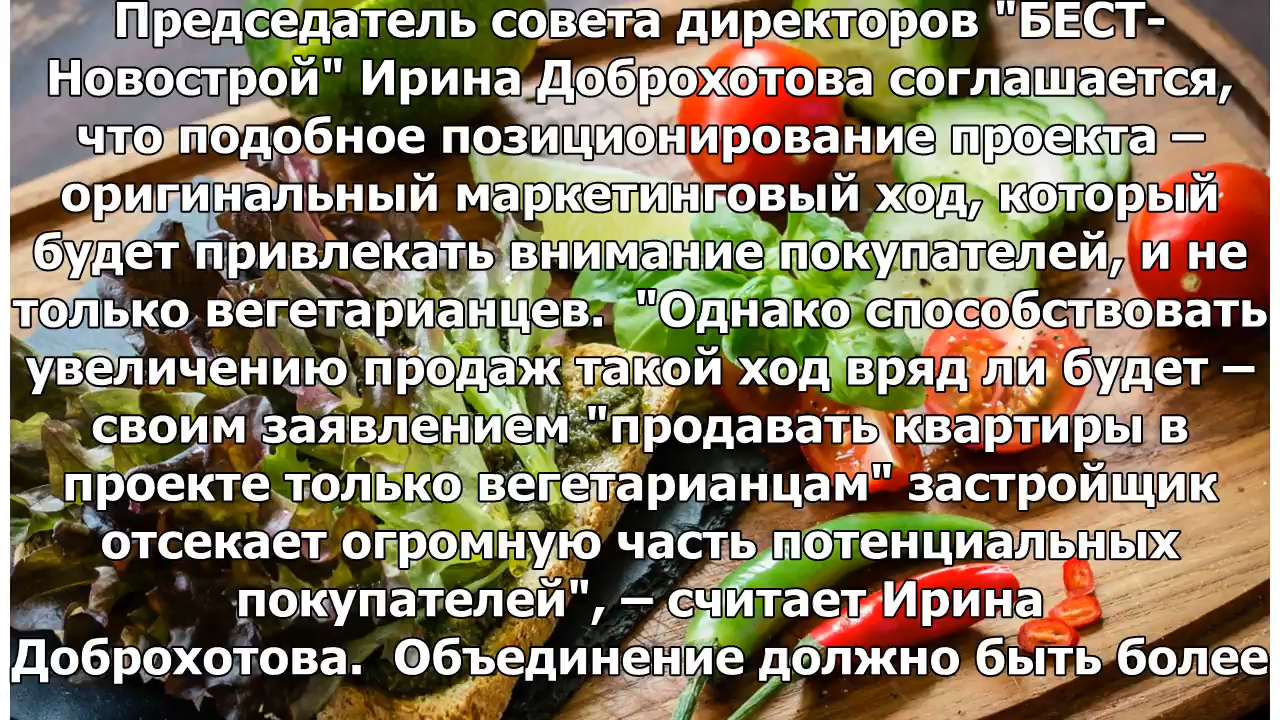 Председатель совета директоров "БЕСТ-
Новострой" Ирина Доброхотова соглашается,
что подобное позиционирование проекта –
оригинальный маркетинговый ход, который
будет привлекать внимание покупателей, и не
только вегетарианцев.  "Однако способствовать
увеличению продаж такой ход вряд ли будет –
своим заявлением "продавать квартиры в
проекте только вегетарианцам" застройщик
отсекает огромную часть потенциальных
покупателей", – считает Ирина
Доброхотова.  Объединение должно быть более